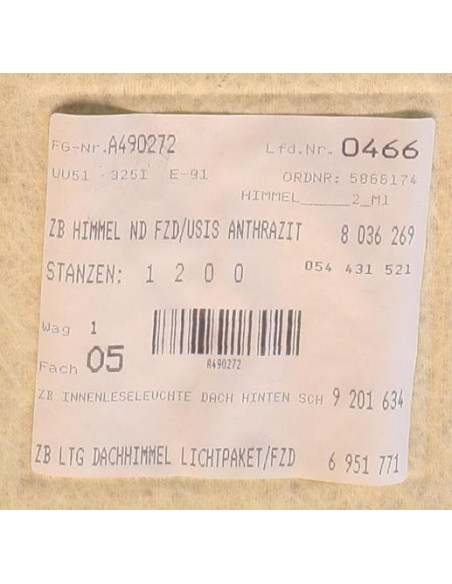 FG-Nr. A490272 Lfd.Nr. 0466
UU51 325I E-91 ORDNR: 5866174
HIMMEL_____2_M1
ZB HIMMEL ND FZD/USIS ANTHRAZIT 8 036 269
STANZEN: 1 2 0 0 054 431 521
Wag 1
Fach 05
A490272
ZB INNENLESELEUCHTE DACH HINTEN SCH 9 201 634
ZB LTG DACHHIMMEL LICHTPAKET/FZD 6 951 771